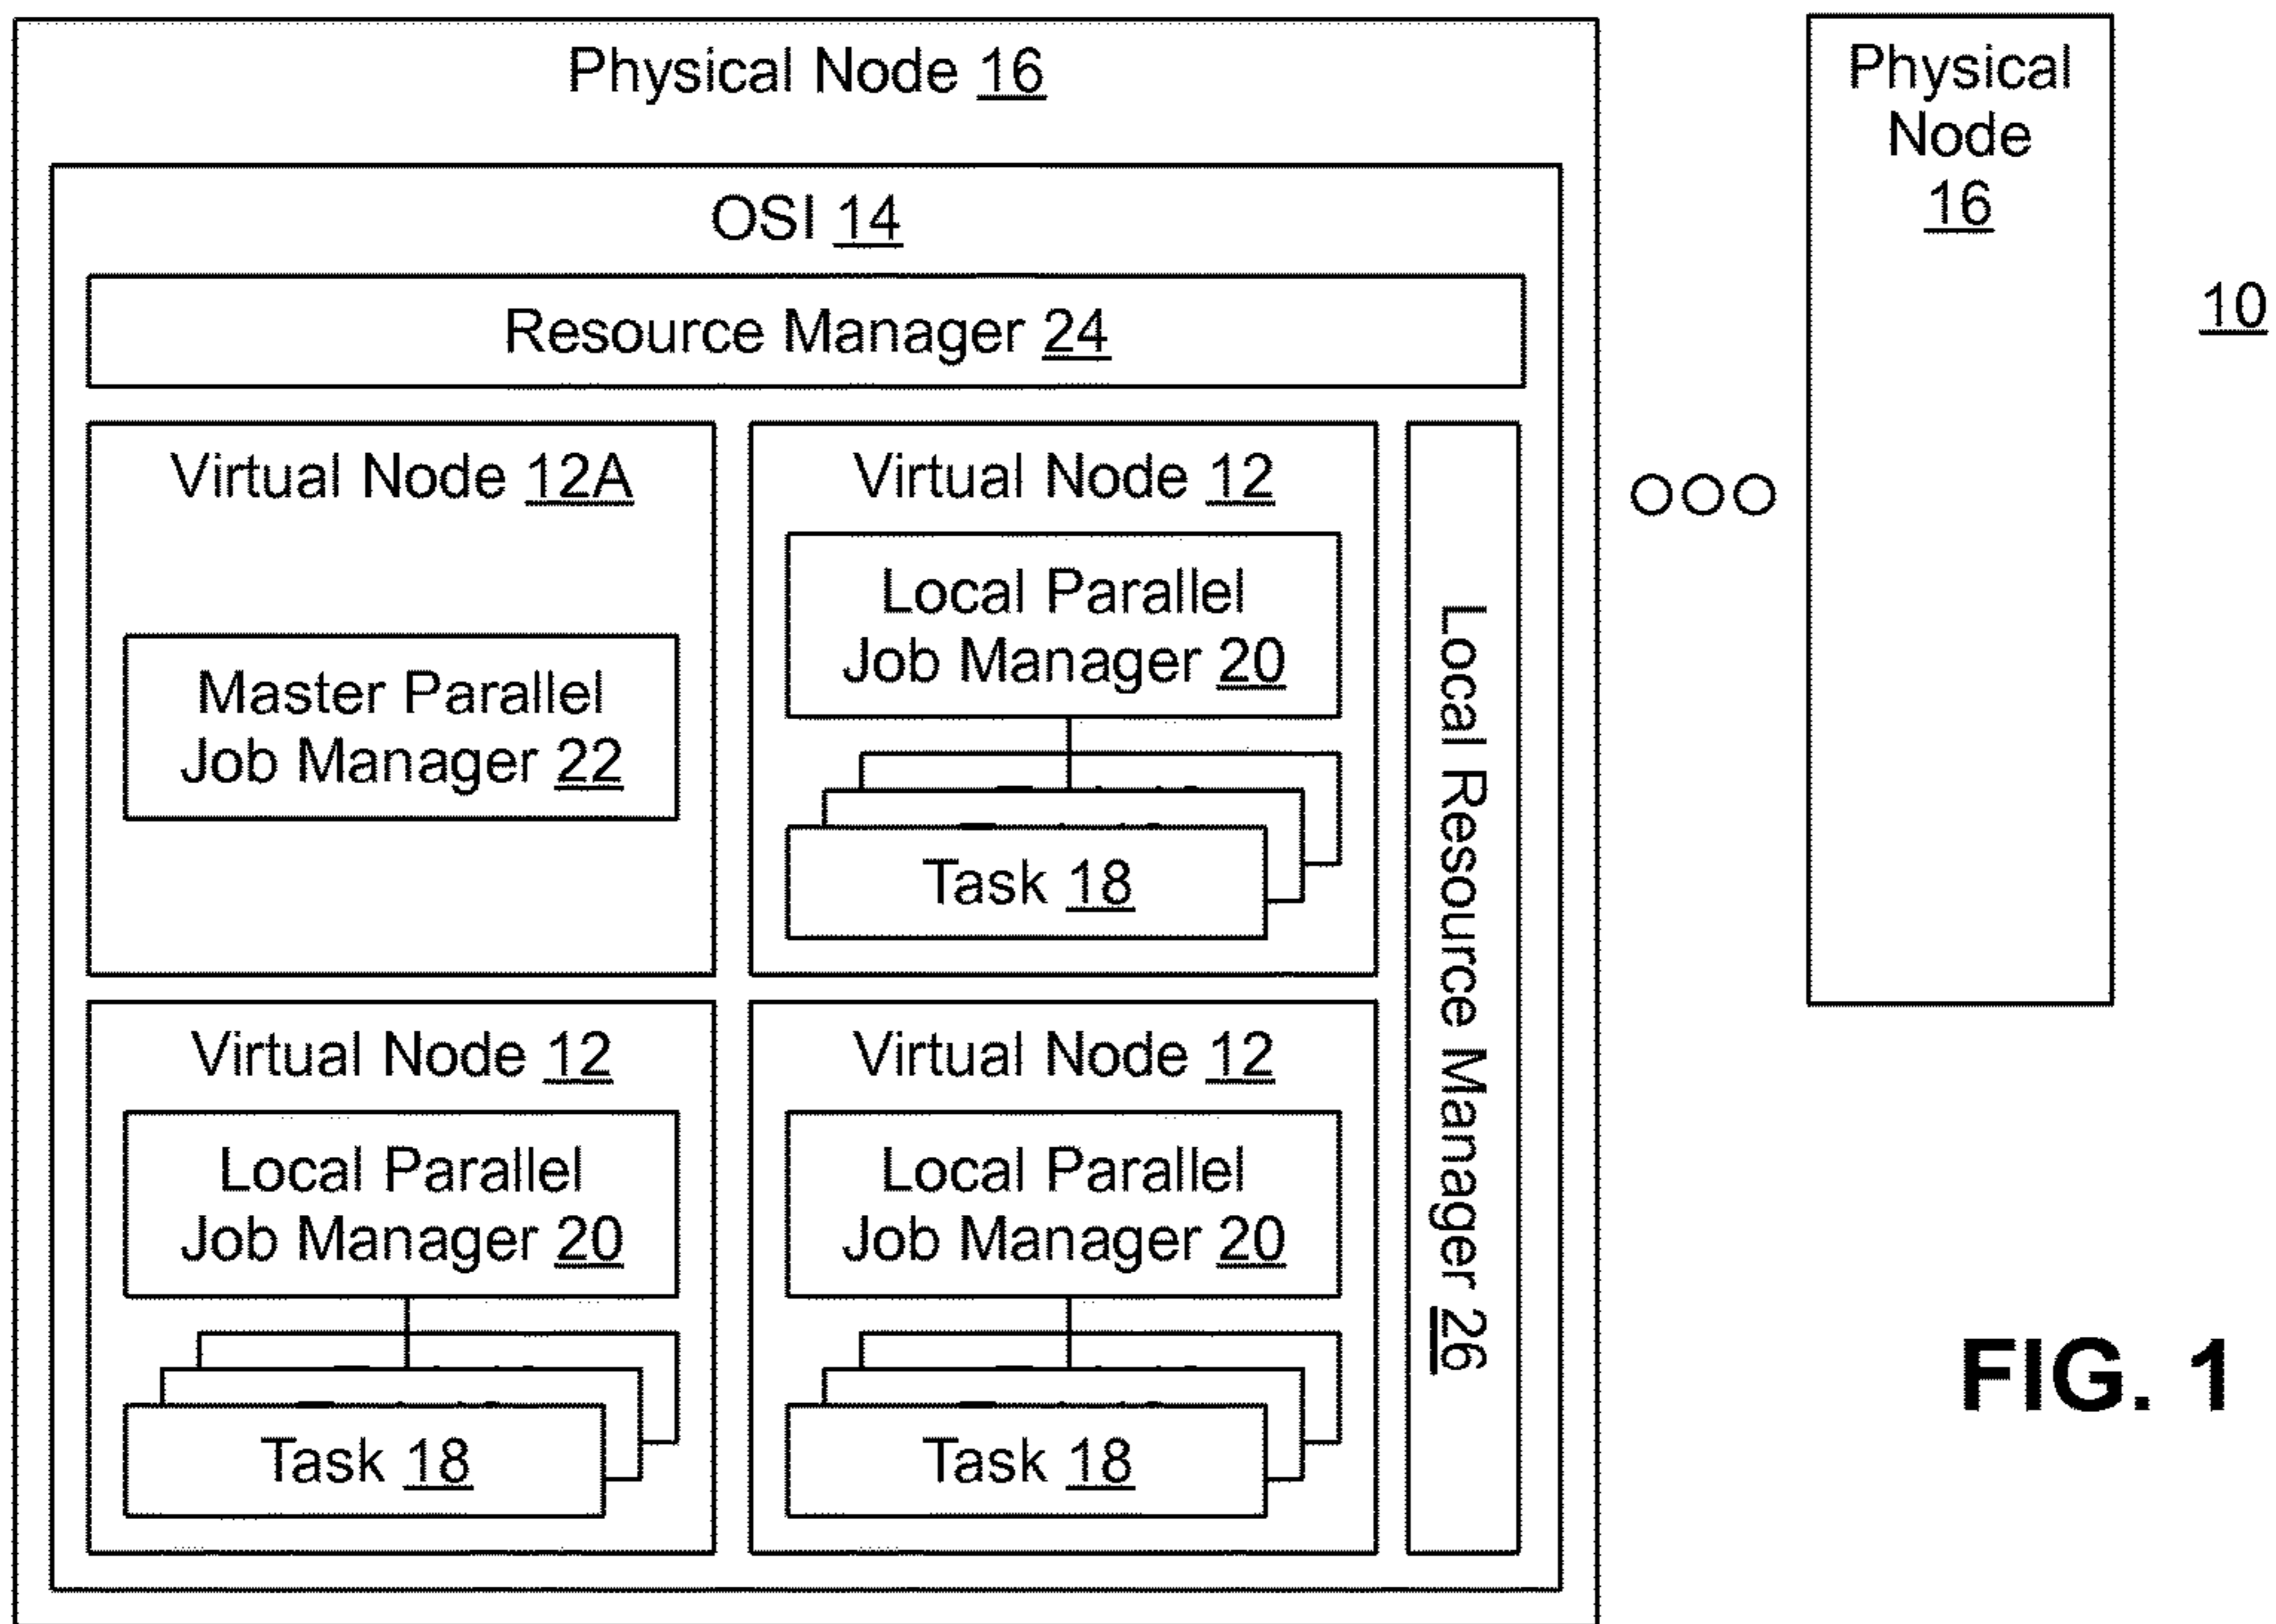 Physical Node 16
OSI 14
Resource Manager 24
Virtual Node 12A
Master Parallel
Job Manager 22
Virtual Node 12
Local Parallel
Job Manager 20
Task 18
Virtual Node 12
Local Parallel
Job Manager 20
Task 18
Virtual Node 12
Local Parallel
Job Manager 20
Task 18
Local Resource Manager 26
Physical
Node
16
10
FIG. 1